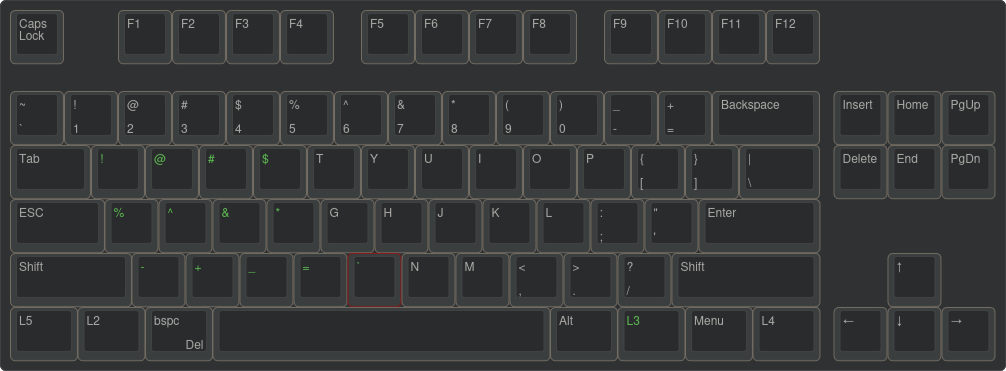 Caps Lock F1 F2 F3 F4 F5 F6 F7 F8 F9 F10 F11 F12
~ ! @ # $ % ^ & * ( ) _ + Backspace Insert Home PgUp
` 1 2 3 4 5 6 7 8 9 0 - =
Tab ! @ # $ T Y U I O P { } | Delete End PgDn
[ ] \
ESC % ^ & * G H J K L : " Enter
; '
Shift - + _ = ` N M < > ? Shift ↑
, . /
L5 L2 bspc Alt L3 Menu L4 ← ↓ →
Del